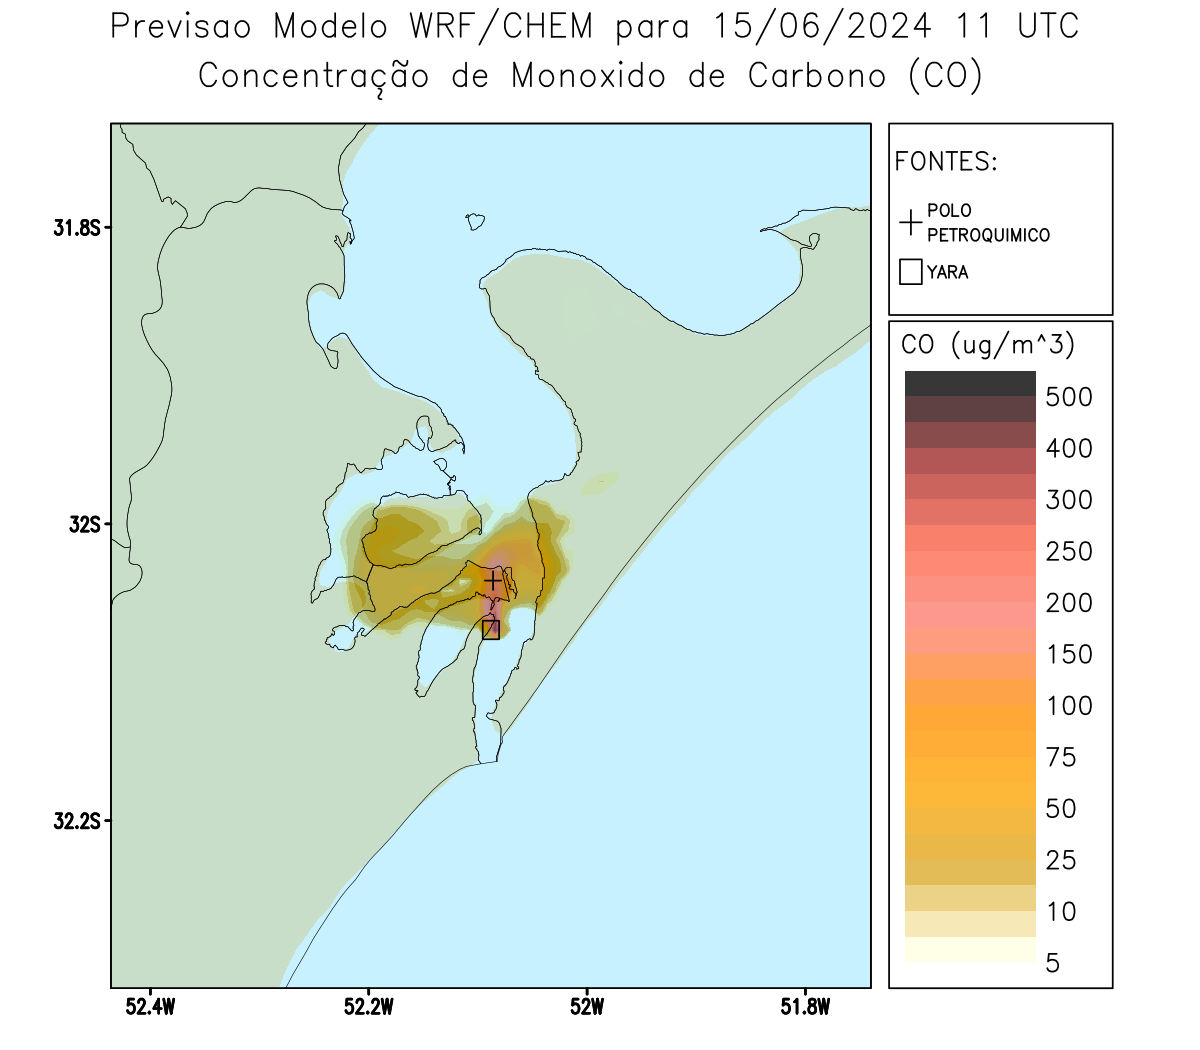 Previsao Modelo WRF/CHEM para 15/06/2024 11 UTC
Concentração de Monoxido de Carbono (CO)
FONTES:
POLO
PETROQUIMICO
YARA
CO (ug/m^3)
500
400
300
250
200
150
100
75
50
25
10
5
31.8S
32S
32.2S
52.4W
52.2W
52W
51.8W